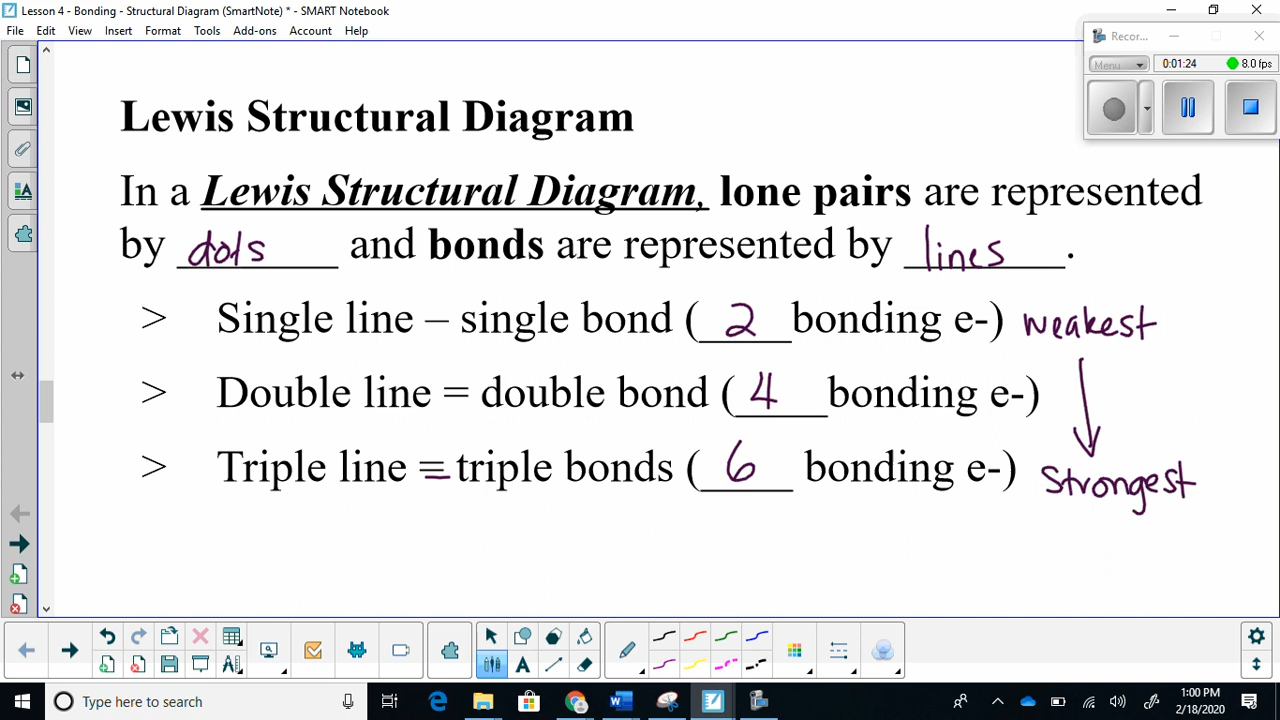 Lesson 4 - Bonding - Structural Diagram (SmartNote) * - SMART Notebook
File Edit View Insert Format Tools Add-ons Account Help
Recor...
Menu 0:01:24 8.0 fps
Lewis Structural Diagram
In a Lewis Structural Diagram, lone pairs are represented
by dots and bonds are represented by lines.
> Single line – single bond (2 bonding e-) weakest
> Double line = double bond (4 bonding e-)
> Triple line ≡ triple bonds (6 bonding e-) strongest
Type here to search
1:00 PM
2/18/2020